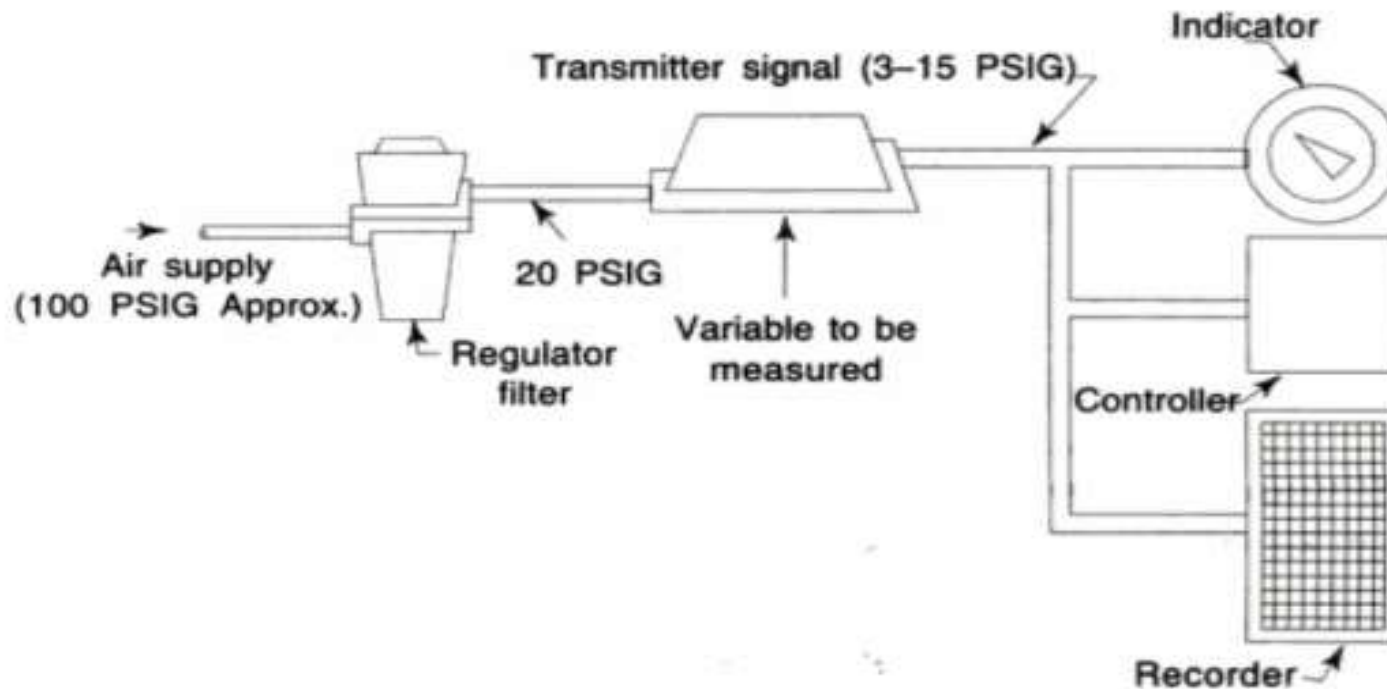 Indicator
Transmitter signal (3–15 PSIG)
Air supply
(100 PSIG Approx.)
20 PSIG
Regulator
filter
Variable to be
measured
Controller
Recorder